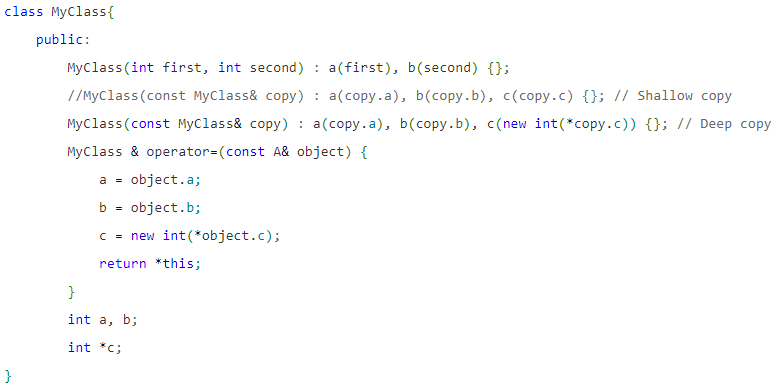 class MyClass{
public:
MyClass(int first, int second) : a(first), b(second) {};
//MyClass(const MyClass& copy) : a(copy.a), b(copy.b), c(copy.c) {}; // Shallow copy
MyClass(const MyClass& copy) : a(copy.a), b(copy.b), c(new int(*copy.c)) {}; // Deep copy
MyClass & operator=(const A& object) {
a = object.a;
b = object.b;
c = new int(*object.c);
return *this;
}
int a, b;
int *c;
}